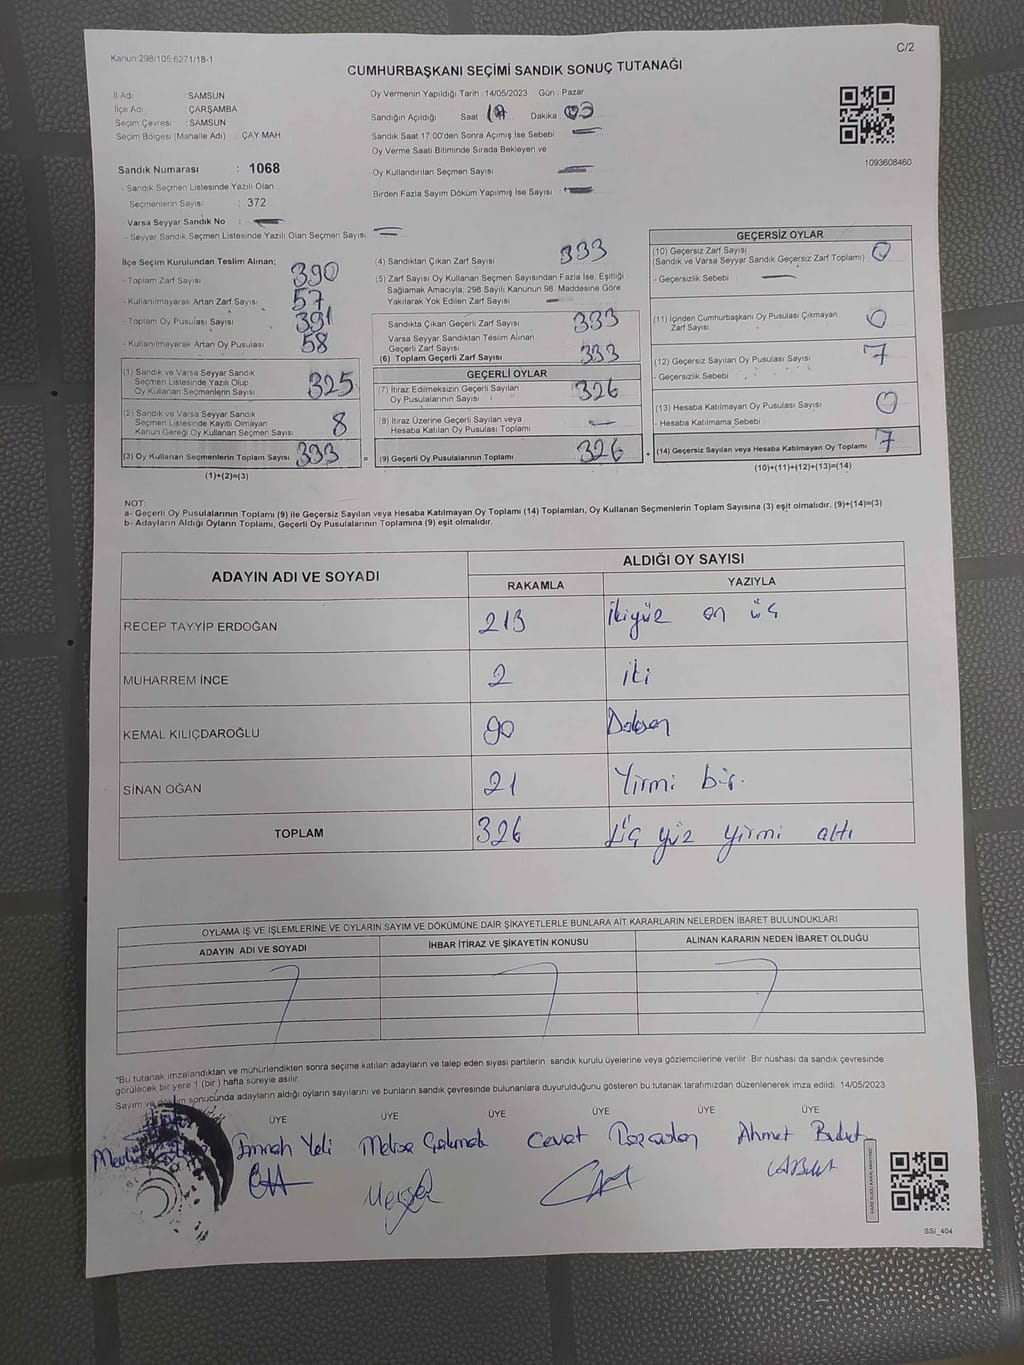 Kanun:298/105,6271/18-1
C/2
CUMHURBAŞKANI SEÇİMİ SANDIK SONUÇ TUTANAĞI
İl Adı SAMSUN
İlçe Adı ÇARŞAMBA
Seçim Çevresi : SAMSUN
Seçim Bölgesi (Mahalle Adı) : ÇAY MAH
Sandık Numarası : 1068
- Sandık Seçmen Listesinde Yazılı Olan
Seçmenlerin Sayısı : 372
Varsa Seyyar Sandık No :
- Seyyar Sandık Seçmen Listesinde Yazılı Olan Seçmen Sayısı
Oy Vermenin Yapıldığı Tarih : 14/05/2023 Gün : Pazar
Sandığın Açıldığı Saat Dakika 03
Sandık Saat 17:00'den Sonra Açımış İse Sebebi
Oy Verme Saati Bitiminde Sırada Bekleyen ve
Oy Kullandırılan Seçmen Sayısı
Birden Fazla Sayım Döküm Yapılmış İse Sayısı
1093608460
İlçe Seçim Kurulundan Teslim Alınan;
- Toplam Zarf Sayısı 390
- Kullanılmayarak Artan Zarf Sayısı 57
- Toplam Oy Pusulası Sayısı 391
- Kullanılmayarak Artan Oy Pusulası 58
(1) Sandık ve Varsa Seyyar Sandık
Seçmen Listesinde Yazılı Olup
Oy Kullanan Seçmenlerin Sayısı 325
(2) Sandık ve Varsa Seyyar Sandık
Seçmen Listesinde Kayıtlı Olmayan
Kanun Gereği Oy Kullanan Seçmen Sayısı 8
(3) Oy Kullanan Seçmenlerin Toplam Sayısı 333
(1)+(2)=(3)
(4) Sandıktan Çıkan Zarf Sayısı 333
(5) Zarf Sayısı Oy Kullanan Seçmen Sayısından Fazla İse, Eşitliği
Sağlamak Amacıyla; 298 Sayılı Kanunun 98. Maddesine Göre
Yakılarak Yok Edilen Zarf Sayısı
Sandıkta Çıkan Geçerli Zarf Sayısı 333
Varsa Seyyar Sandıktan Teslim Alınan
Geçerli Zarf Sayısı
(6) Toplam Geçerli Zarf Sayısı 333
GEÇERLİ OYLAR
(7) İtiraz Edilmeksizin Geçerli Sayılan
Oy Pusulalarının Sayısı 326
(8) İtiraz Üzerine Geçerli Sayılan veya
Hesaba Katılan Oy Pusulası Toplamı
= (9) Geçerli Oy Pusulalarının Toplamı 326
GEÇERSİZ OYLAR
(10) Geçersiz Zarf Sayısı
(Sandık ve Varsa Seyyar Sandık Geçersiz Zarf Toplamı) 0
- Geçersizlik Sebebi
(11) İçinden Cumhurbaşkanı Oy Pusulası Çıkmayan
Zarf Sayısı 0
(12) Geçersiz Sayılan Oy Pusulası Sayısı 7
- Geçersizlik Sebebi
(13) Hesaba Katılmayan Oy Pusulası Sayısı 0
- Hesaba Katılmama Sebebi
+ (14) Geçersiz Sayılan veya Hesaba Katılmayan Oy Toplamı 7
(10)+(11)+(12)+(13)=(14)
NOT:
a- Geçerli Oy Pusulalarının Toplamı (9) ile Geçersiz Sayılan veya Hesaba Katılmayan Oy Toplamı (14) Toplamları, Oy Kullanan Seçmenlerin Toplam Sayısına (3) eşit olmalıdır. (9)+(14)=(3)
b- Adayların Aldığı Oyların Toplamı, Geçerli Oy Pusulalarının Toplamına (9) eşit olmalıdır.
ADAYIN ADI VE SOYADI
ALDIĞI OY SAYISI
RAKAMLA YAZIYLA
RECEP TAYYİP ERDOĞAN 213 İkiyüz on üç
MUHARREM İNCE 2 iki
KEMAL KILIÇDAROĞLU 90 Doksan
SİNAN OĞAN 21 Yirmi bir
TOPLAM 326 Üç yüz yirmi altı
OYLAMA İŞ VE İŞLEMLERİNE VE OYLARIN SAYIM VE DÖKÜMÜNE DAİR ŞİKAYETLERLE BUNLARA AİT KARARLARIN NELERDEN İBARET BULUNDUKLARI
ADAYIN ADI VE SOYADI İHBAR İTİRAZ VE ŞİKAYETİN KONUSU ALINAN KARARIN NEDEN İBARET OLDUĞU
*Bu tutanak imzalandıktan ve mühürlendikten sonra seçime katılan adayların ve talep eden siyasi partilerin sandık kurulu üyelerine veya gözlemcilerine verilir. Bir nüshası da sandık çevresinde
görülecek bir yere 1 (bir) hafta süreyle asılır.
Sayım ve döküm sonucunda adayların aldığı oyların sayılarını ve bunların sandık çevresinde bulunanlara duyurulduğunu gösteren bu tutanak tarafımızdan düzenlenerek imza edildi. 14/05/2023
ÜYE ÜYE ÜYE ÜYE ÜYE ÜYE
Cevat Ahmet Bulut
SSI_404